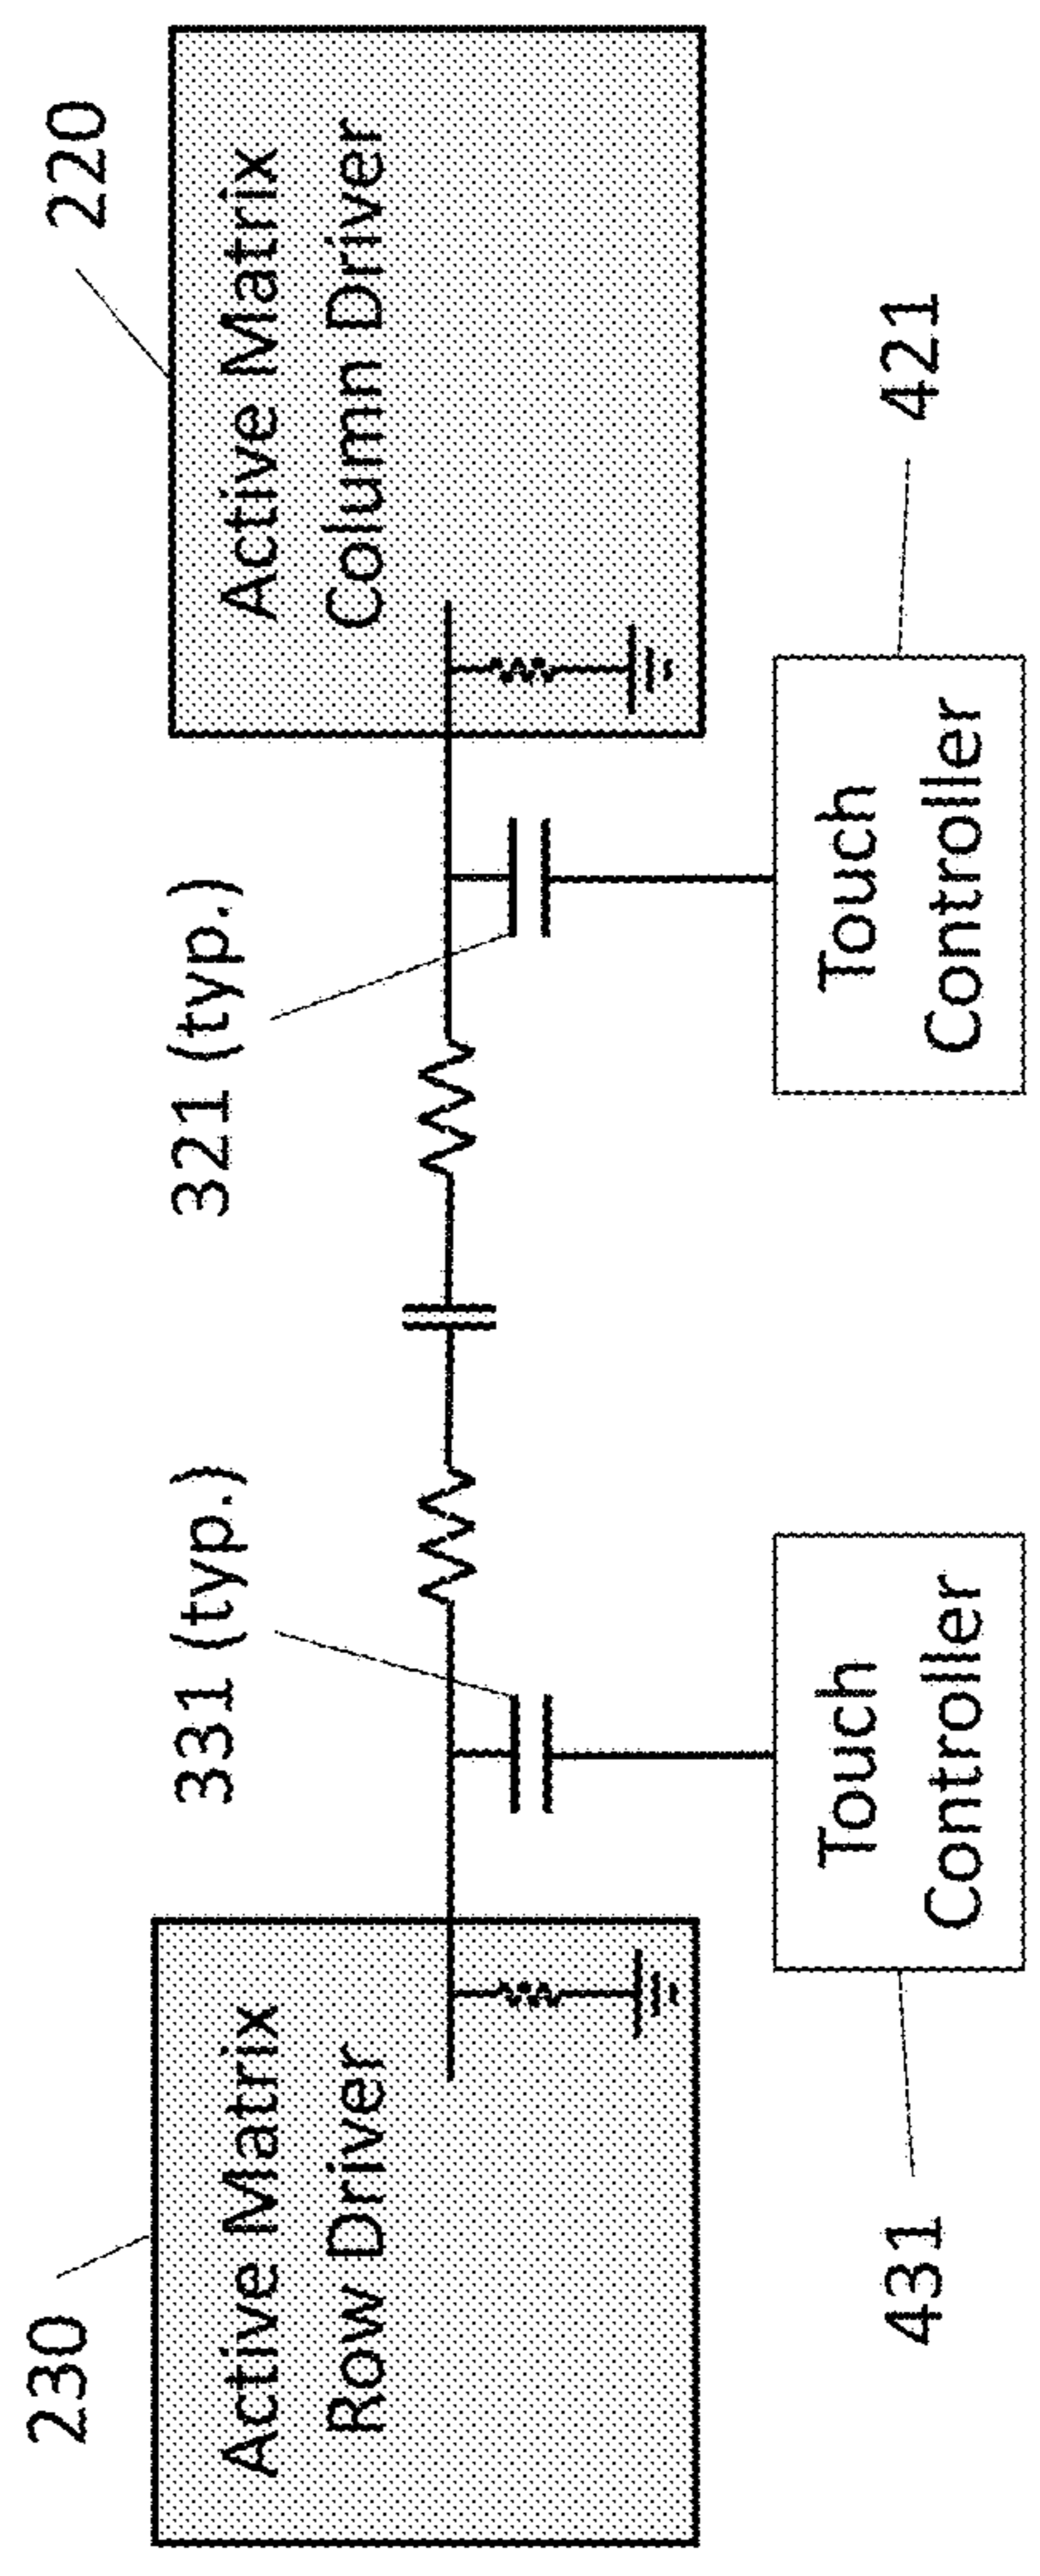 230
Active Matrix
Row Driver
331 (typ.)
321 (typ.)
220
Active Matrix
Column Driver
431
Touch
Controller
Touch
Controller
421